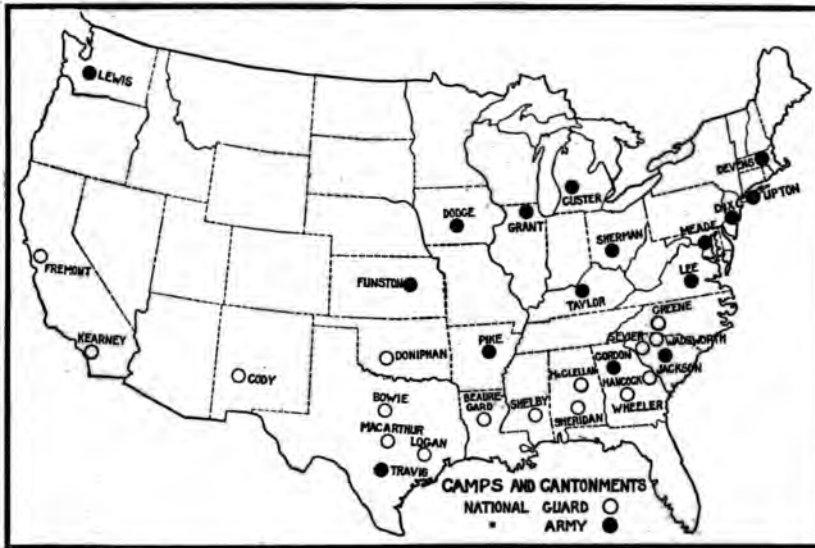 LEWIS
DEVENS
CUSTER
UPTON
DIX
DODGE
GRANT
MEADE
SHERMAN
FREMONT
FUNSTON
LEE
TAYLOR
GREENE
KEARNEY
DONIPHAN
PIKE
SEVIER
WADSWORTH
GORDON
JACKSON
CODY
McCLELLAN
HANCOCK
BOWIE
BEAURE-
GARD
SHELBY
WHEELER
SHERIDAN
MACARTHUR
LOGAN
TRAVIS
CAMPS AND CANTONMENTS
NATIONAL GUARD
" ARMY